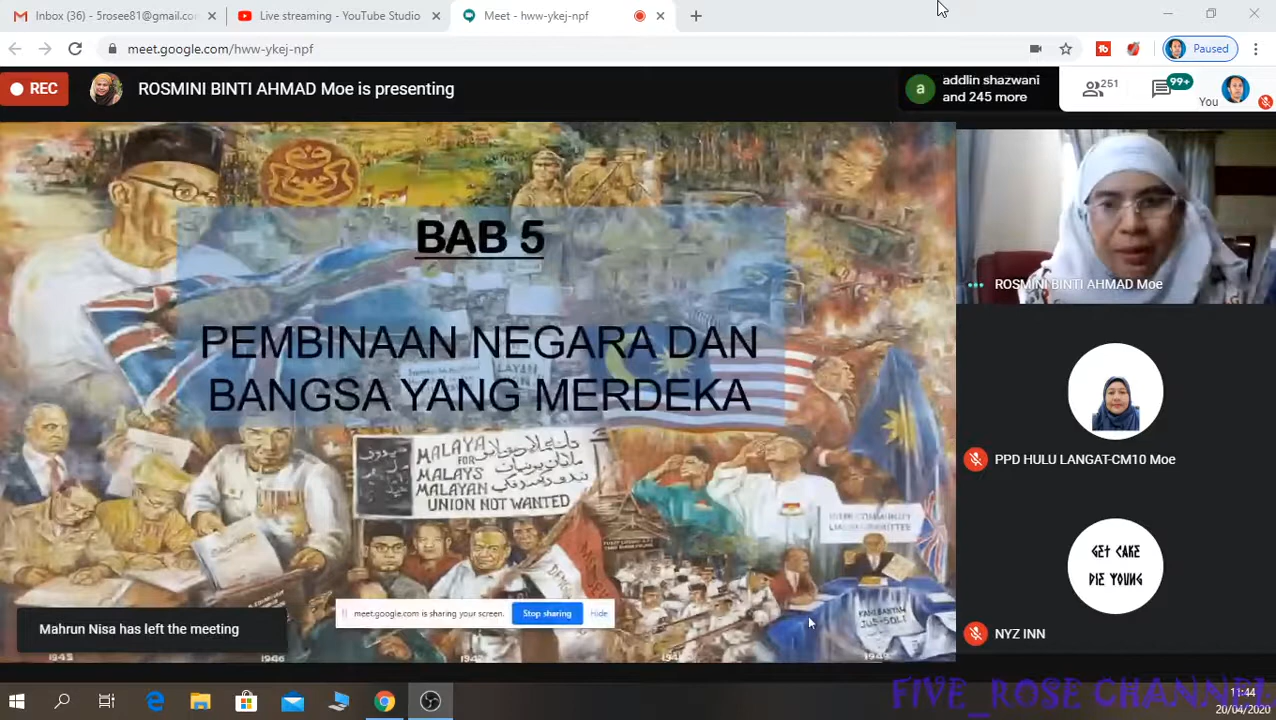 Inbox (36) - 5rosee81@gmail.co
Live streaming - YouTube Studio
Meet - hww-ykej-npf
meet.google.com/hww-ykej-npf
Paused
REC
ROSMINI BINTI AHMAD Moe is presenting
a
addlin shazwani
and 245 more
251
99+
You
BAB 5
PEMBINAAN NEGARA DAN
BANGSA YANG MERDEKA
MALAYA
FOR
MALAYS
MALAYAN
UNION NOT WANTED
ROSMINI BINTI AHMAD Moe
PPD HULU LANGAT-CM10 Moe
GET CAKE
DIE YOUNG
NYZ INN
meet.google.com is sharing your screen.
Stop sharing
Hide
Mahrun Nisa has left the meeting
1945
1946
1948
1949
FIVE_ROSE CHANNEL
11:44
20/04/2020